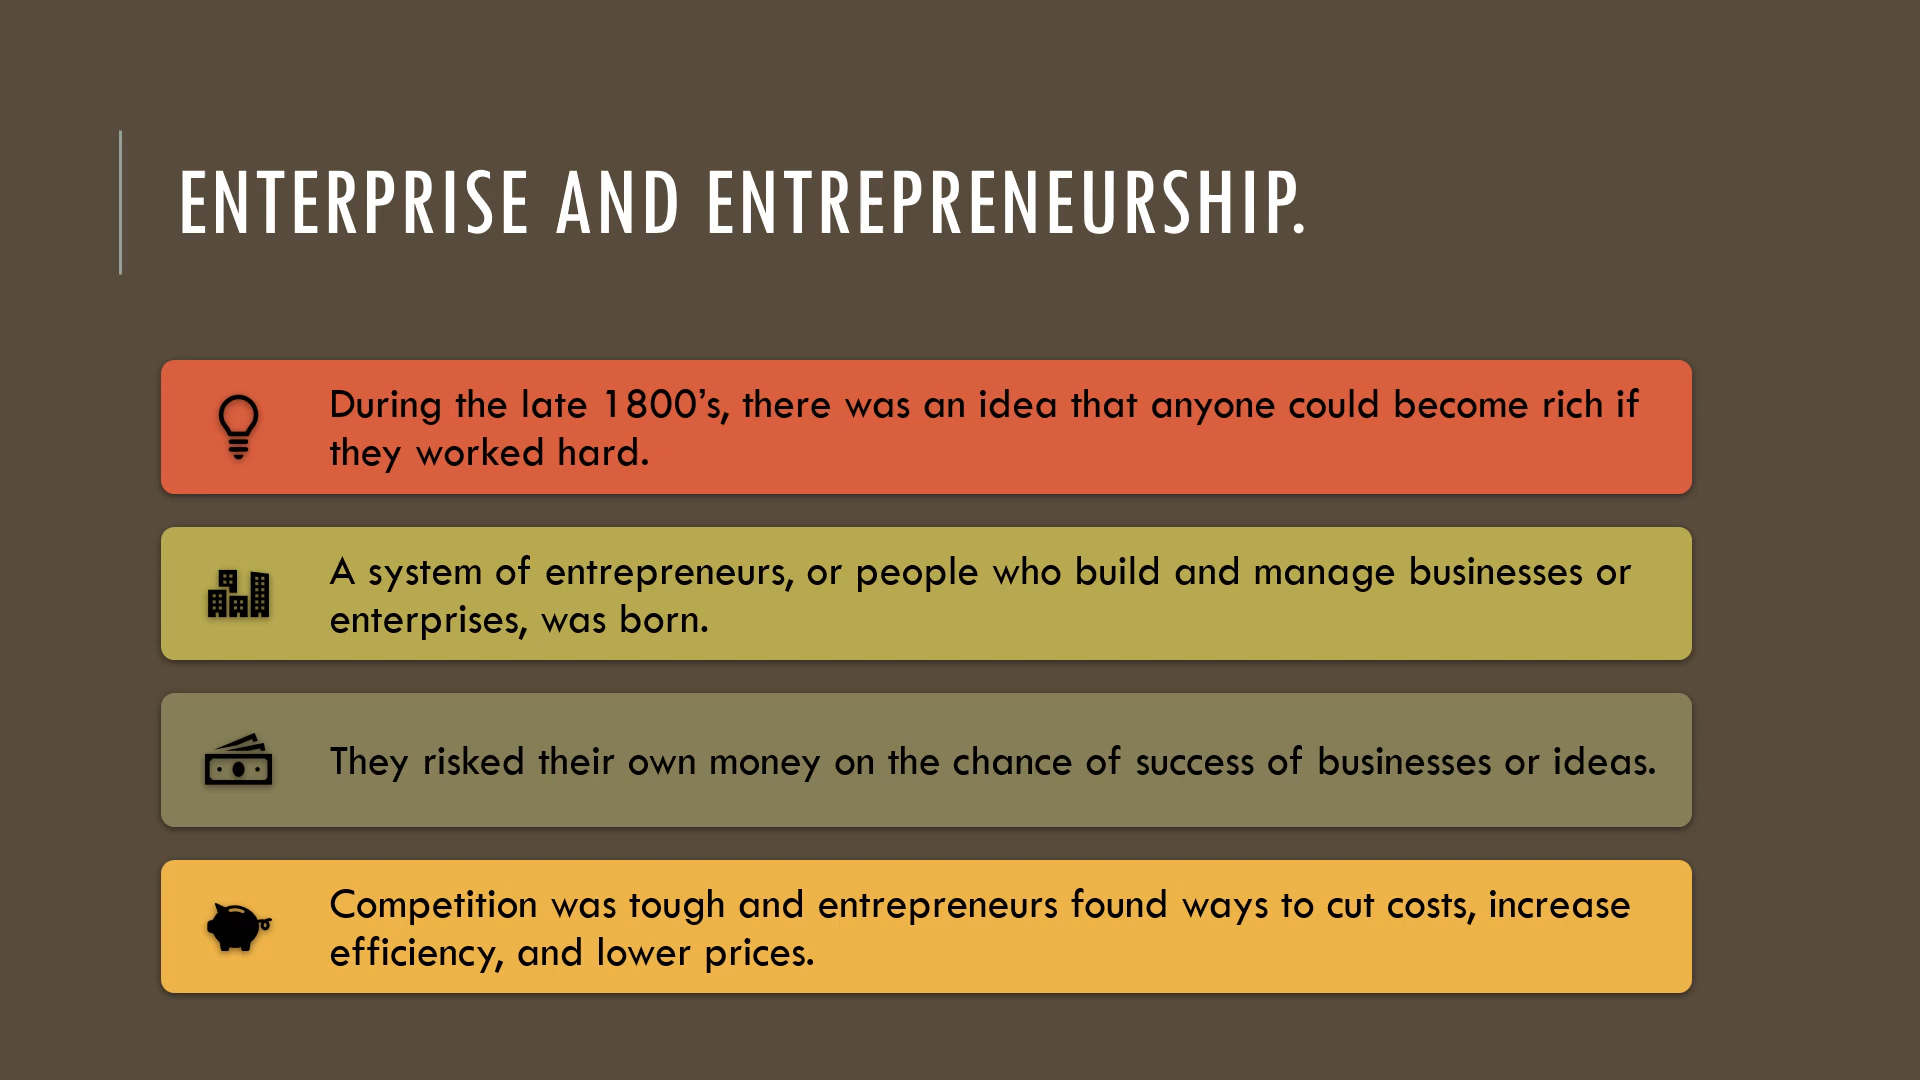 ENTERPRISE AND ENTREPRENEURSHIP.
During the late 1800’s, there was an idea that anyone could become rich if
they worked hard.
A system of entrepreneurs, or people who build and manage businesses or
enterprises, was born.
They risked their own money on the chance of success of businesses or ideas.
Competition was tough and entrepreneurs found ways to cut costs, increase
efficiency, and lower prices.